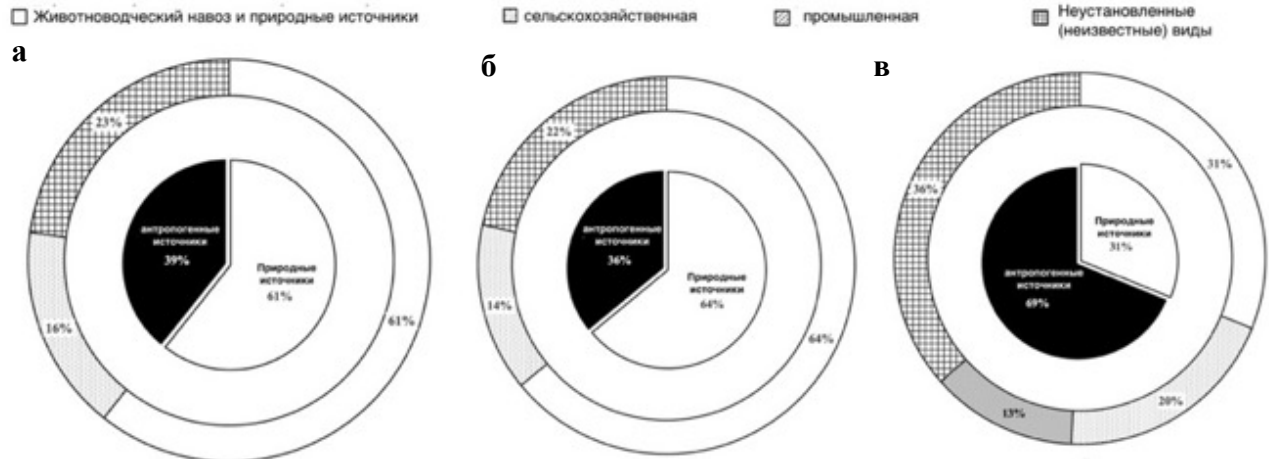 Животноводческий навоз и природные источники
сельскохозяйственная
промышленная
Неустановленные
(неизвестные) виды
а
23%
антропогенные
источники
39%
Природные
источники
61%
16%
61%
б
22%
антропогенные
источники
36%
Природные
источники
64%
14%
64%
в
31%
36%
Природные
источники
31%
антропогенные
источники
69%
13%
20%